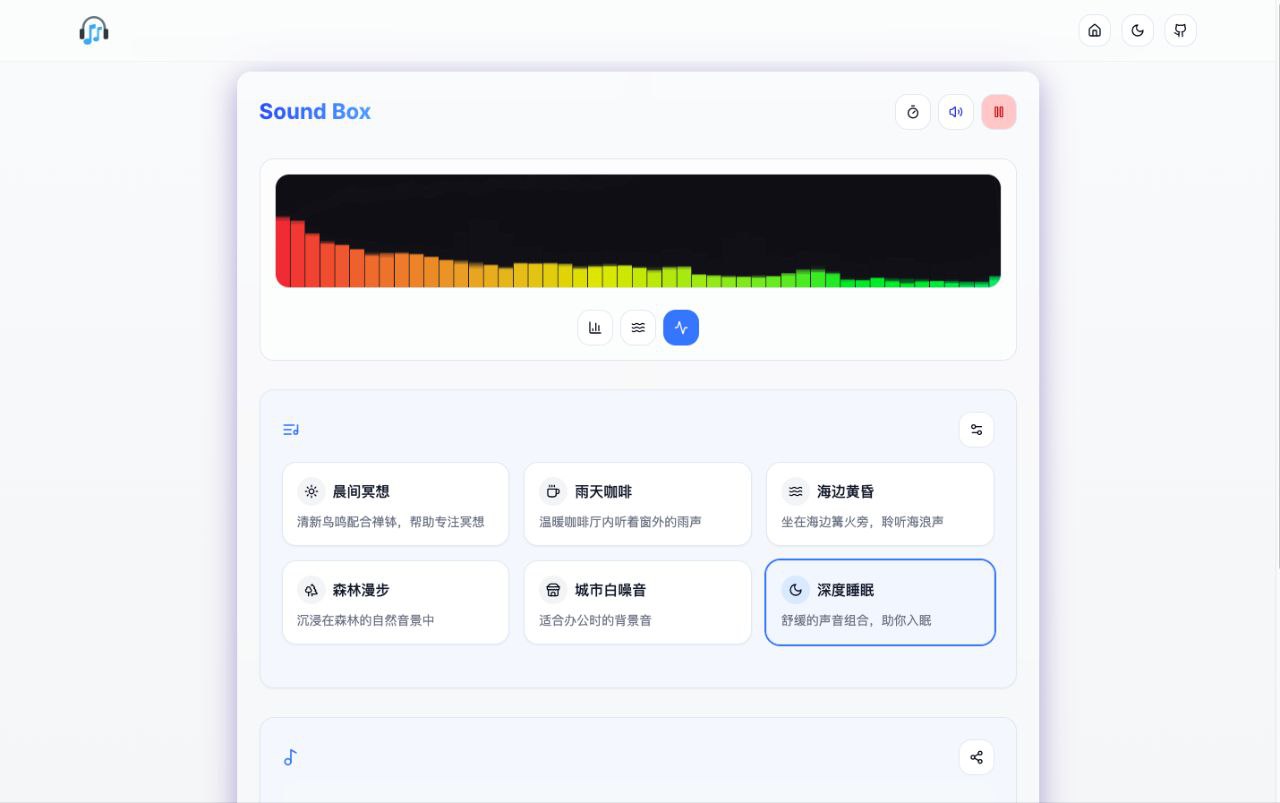 Sound Box
晨间冥想
清新鸟鸣配合禅钵，帮助专注冥想
雨天咖啡
温暖咖啡厅内听着窗外的雨声
海边黄昏
坐在海边篝火旁，聆听海浪声
森林漫步
沉浸在森林的自然音景中
城市白噪音
适合办公时的背景音
深度睡眠
舒缓的声音组合，助你入眠